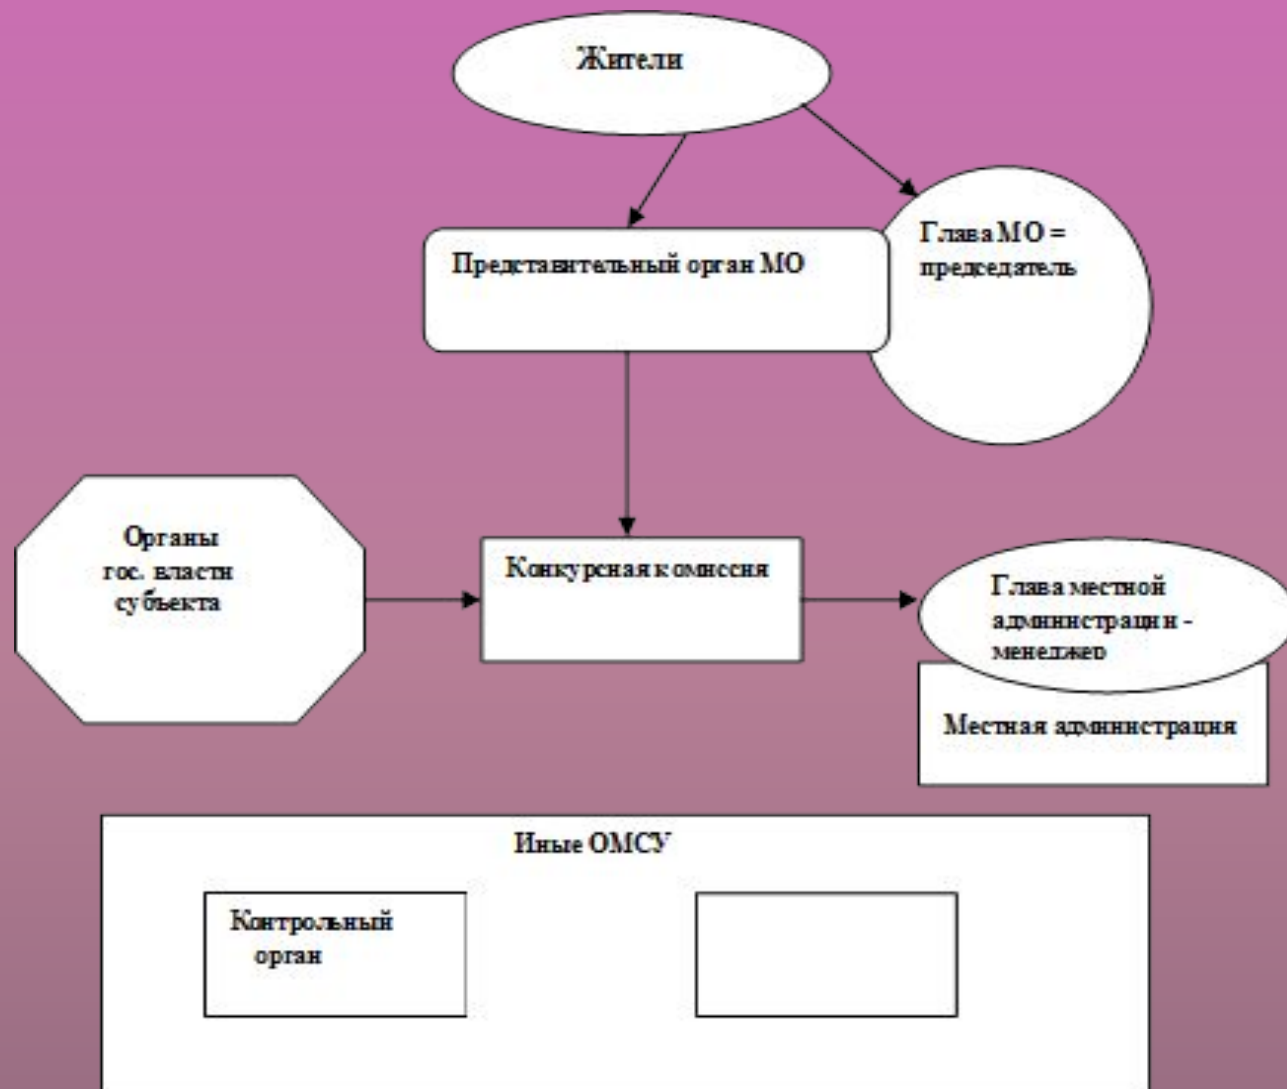 Жители
Глава МО =
председатель
Представительный орган МО
Органы
гос. власти
субъекта
Конкурсная комиссия
Глава местной
администрации -
менеджер
Местная администрация
Иные ОМСУ
Контрольный
орган